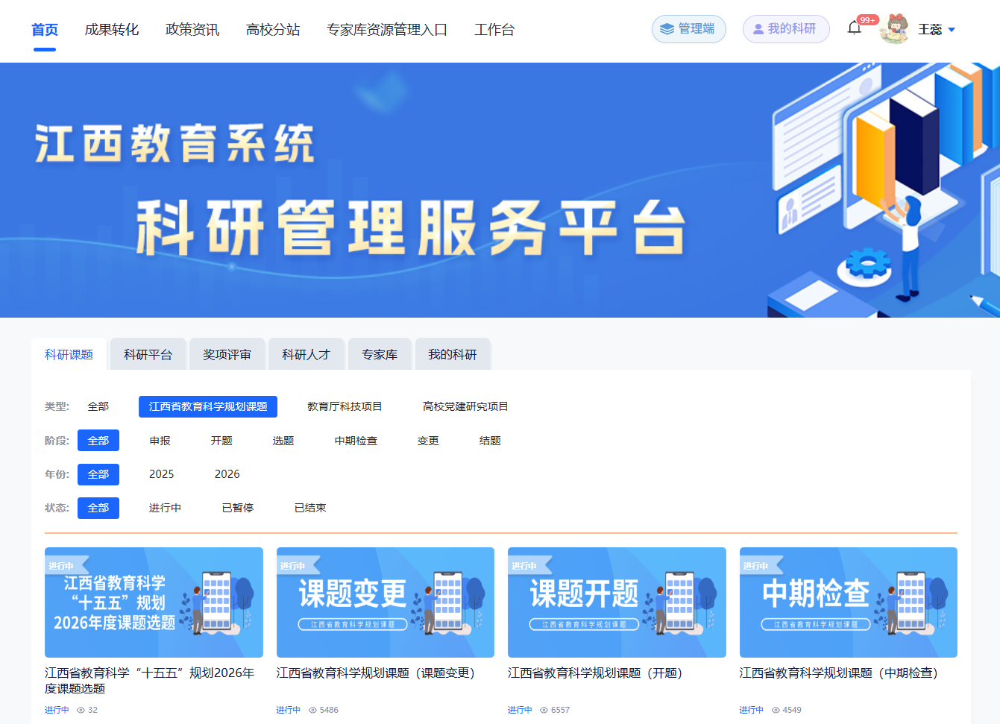 首页 成果转化 政策资讯 高校分站 专家库资源管理入口 工作台 管理端 我的科研 99+ 王蕊
江西教育系统
科研管理服务平台
科研课题 科研平台 奖项评审 科研人才 专家库 我的科研
类型: 全部 江西省教育科学规划课题 教育厅科技项目 高校党建研究项目
阶段: 全部 申报 开题 选题 中期检查 变更 结题
年份: 全部 2025 2026
状态: 全部 进行中 已暂停 已结束
进行中
江西省教育科学
“十五五”规划
2026年度课题选题
进行中
课题变更
江西省教育科学规划课题
进行中
课题开题
江西省教育科学规划课题
进行中
中期检查
江西省教育科学规划课题
江西省教育科学“十五五”规划2026年
度课题选题
进行中 32
江西省教育科学规划课题（课题变更）
进行中 5486
江西省教育科学规划课题（开题）
进行中 6557
江西省教育科学规划课题（中期检查）
进行中 4549